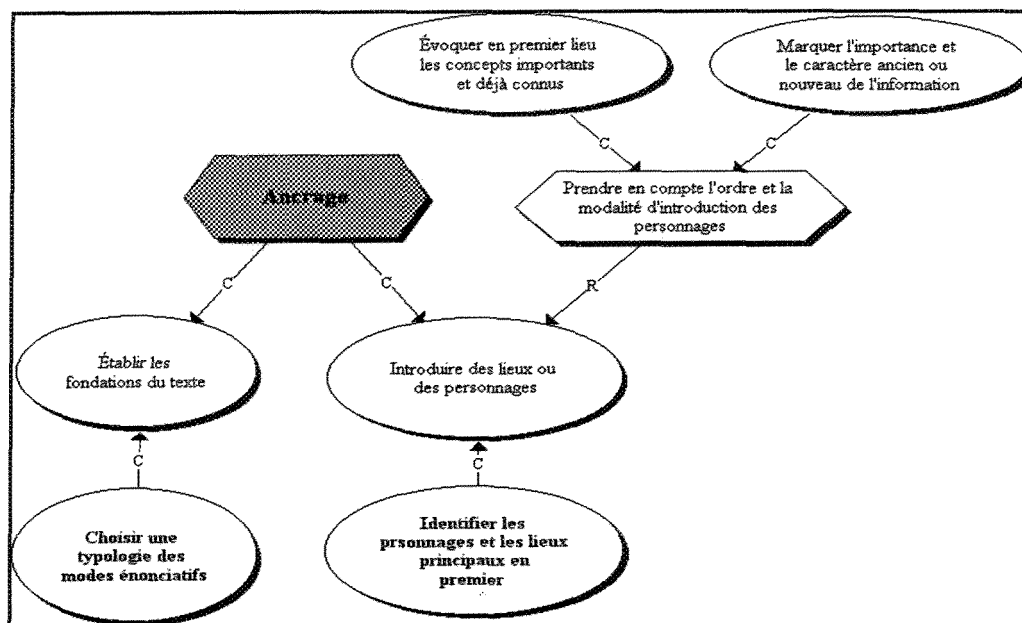 Évoquer en premier lieu
les concepts importants
et déjà connus
Marquer l'importance et
le caractère ancien ou
nouveau de l'information
C
C
Ancrage
Prendre en compte l'ordre et la
modalité d'introduction des
personnages
C
C
R
Établir les
fondations du texte
Introduire des lieux ou
des personnages
C
C
Choisir une
typologie des
modes énonciatifs
Identifier les
prsonnages et les lieux
principaux en
premier